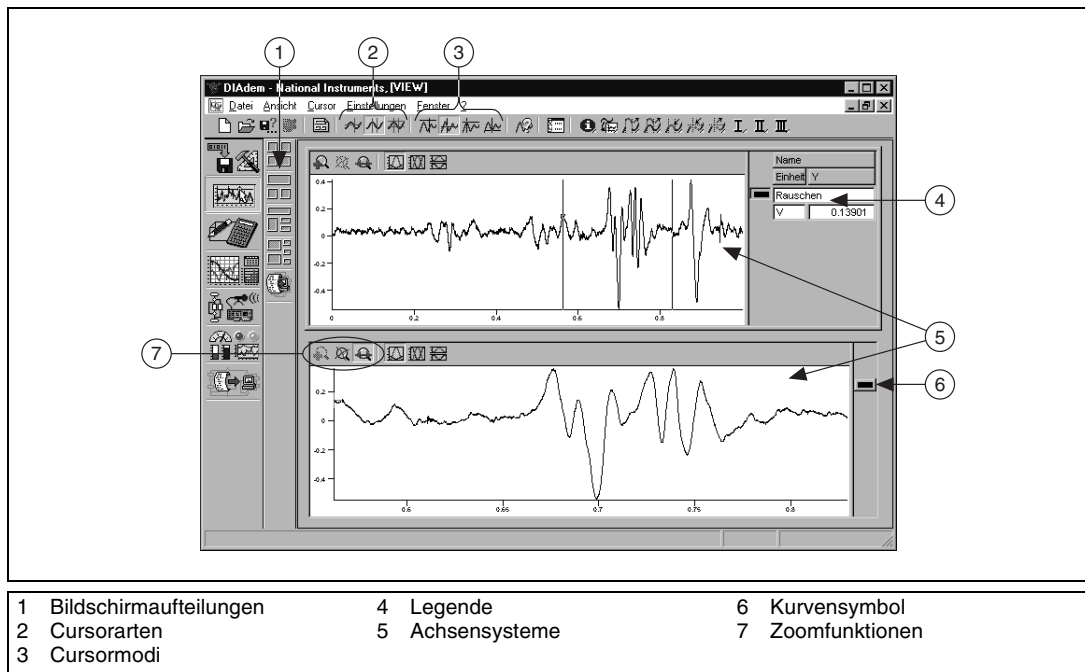 1 2 3
DIAdem - National Instruments, [VIEW]
Datei Ansicht Cursor Einstellungen Fenster ?
Name
Einheit Y
Rauschen
V 0.13901
4
0.4
0.2
0
-0.2
-0.4
0 0.2 0.4 0.6 0.8
5
7
6
0.2
0
-0.2
-0.4
0.6 0.65 0.7 0.75 0.8
1 Bildschirmaufteilungen 4 Legende 6 Kurvensymbol
2 Cursorarten 5 Achsensysteme 7 Zoomfunktionen
3 Cursormodi